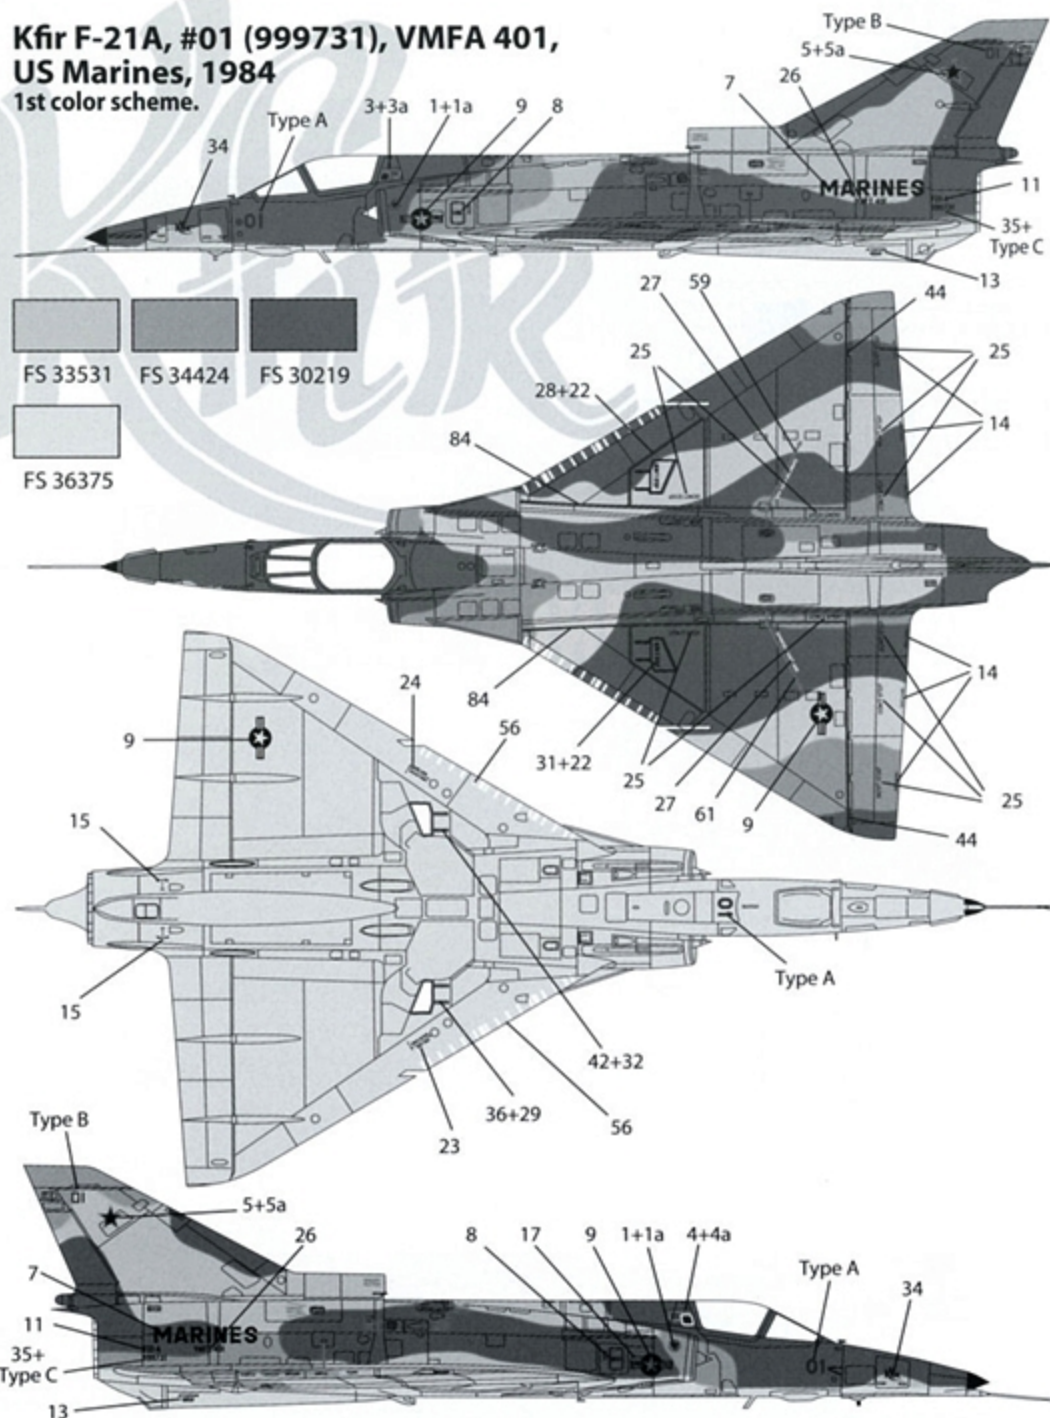 Kfir F-21A, #01 (999731), VMFA 401,
US Marines, 1984
1st color scheme.
Type B
5+5a
26
7
3+3a
1+1a
9
8
Type A
34
MARINES
11
35+
Type C
13
FS 33531
FS 34424
FS 30219
FS 36375
27
59
44
25
25
28+22
14
84
84
14
31+22
25
27
61
9
25
44
24
56
9
15
01
Type A
15
42+32
36+29
56
23
Type B
01
5+5a
26
8
17
9
1+1a
4+4a
Type A
34
7
MARINES
11
01
35+
Type C
13
Kfir